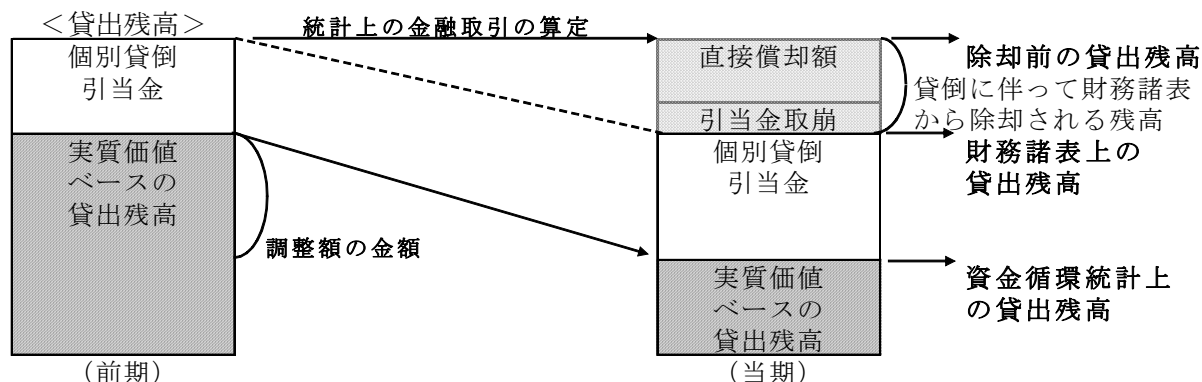 ＜貸出残高＞
統計上の金融取引の算定
個別貸倒
引当金
実質価値
ベースの
貸出残高
調整額の金額
（前期）
直接償却額
引当金取崩
個別貸倒
引当金
実質価値
ベースの
貸出残高
（当期）
除却前の貸出残高
貸倒に伴って財務諸表
から除却される残高
財務諸表上の
貸出残高
資金循環統計上
の貸出残高